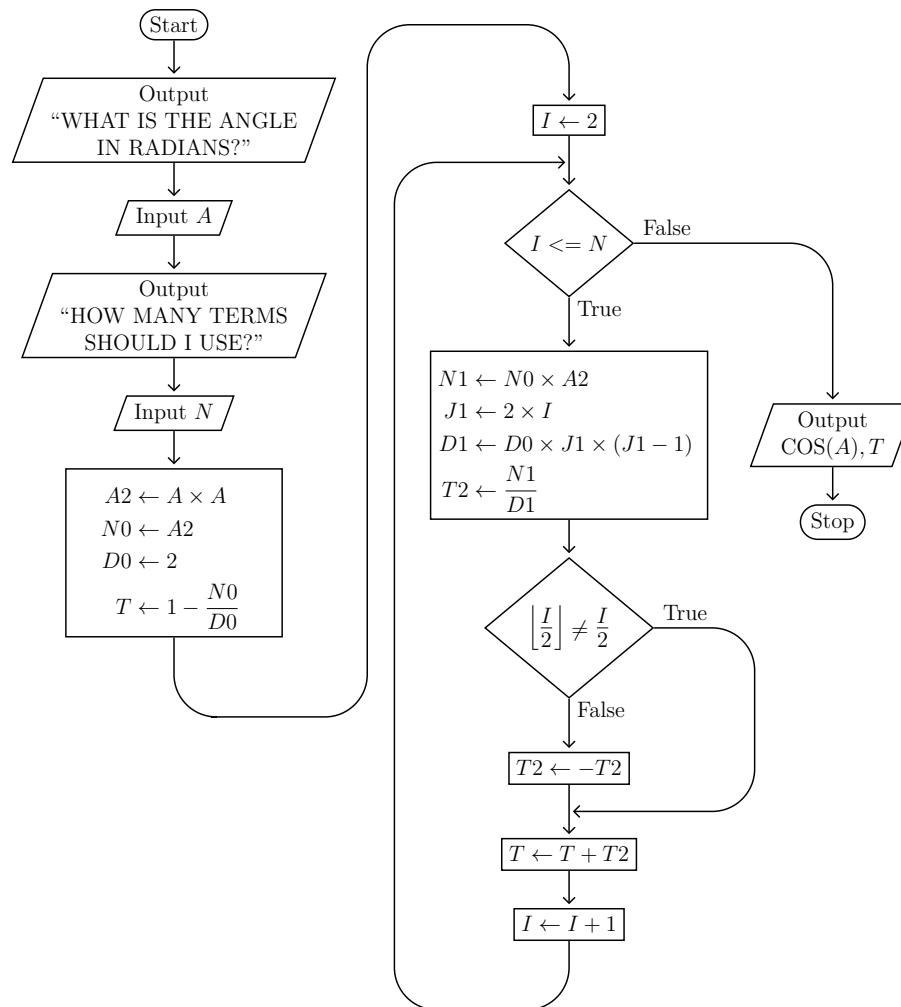 Start
Output
“WHAT IS THE ANGLE
IN RADIANS?”
Input A
Output
“HOW MANY TERMS
SHOULD I USE?”
Input N
A2 ← A × A
N0 ← A2
D0 ← 2
T ← 1 − N0/D0
I ← 2
I <= N
False
True
N1 ← N0 × A2
J1 ← 2 × I
D1 ← D0 × J1 × (J1 − 1)
T2 ← N1/D1
⌊I/2⌋ ≠ I/2
True
False
T2 ← −T2
T ← T + T2
I ← I + 1
Output
COS(A), T
Stop